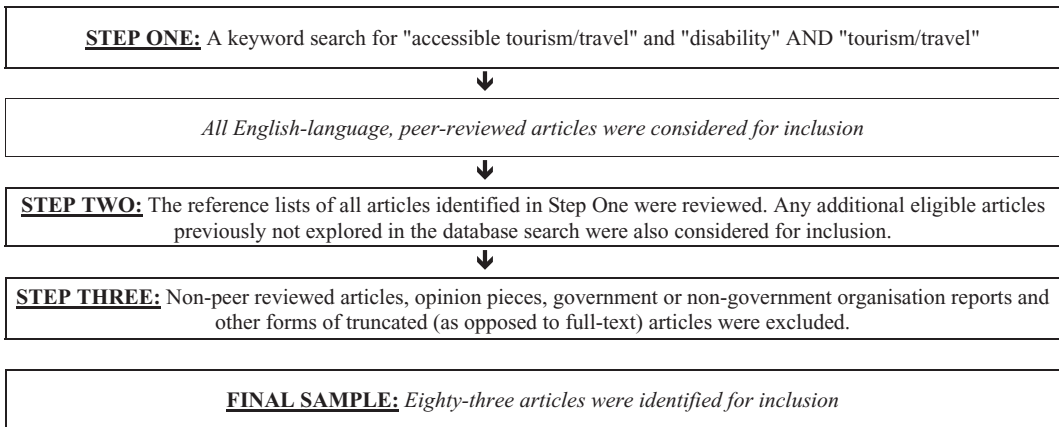 STEP ONE: A keyword search for "accessible tourism/travel" and "disability" AND "tourism/travel"
All English-language, peer-reviewed articles were considered for inclusion
STEP TWO: The reference lists of all articles identified in Step One were reviewed. Any additional eligible articles
previously not explored in the database search were also considered for inclusion.
STEP THREE: Non-peer reviewed articles, opinion pieces, government or non-government organisation reports and
other forms of truncated (as opposed to full-text) articles were excluded.
FINAL SAMPLE: Eighty-three articles were identified for inclusion